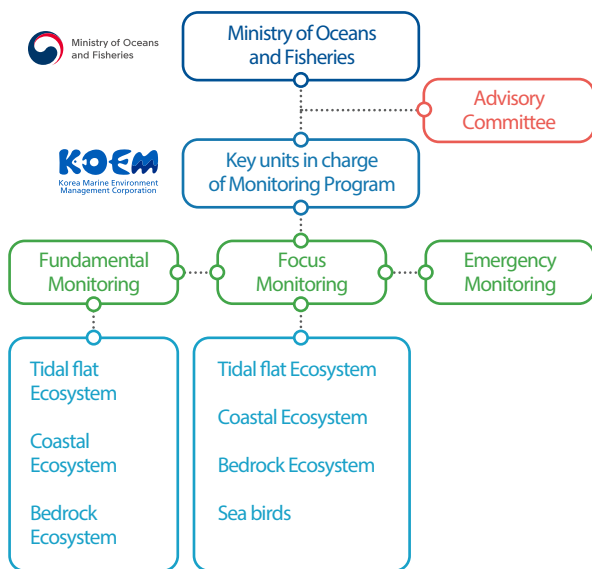 Ministry of Oceans
and Fisheries
Ministry of Oceans
and Fisheries
Advisory
Committee
KOEM
Korea Marine Environment
Management Corporation
Key units in charge
of Monitoring Program
Fundamental
Monitoring
Focus
Monitoring
Emergency
Monitoring
Tidal flat
Ecosystem
Coastal
Ecosystem
Bedrock
Ecosystem
Tidal flat Ecosystem
Coastal Ecosystem
Bedrock Ecosystem
Sea birds